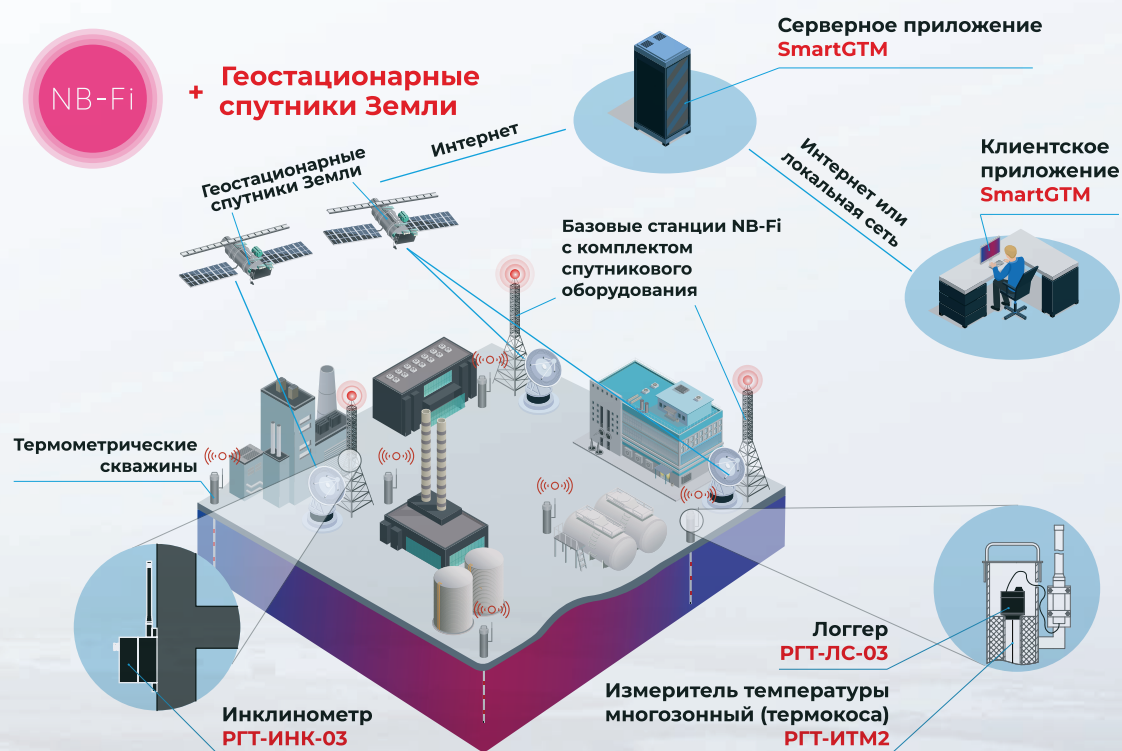 NB-Fi
+ Геостационарные
спутники Земли
Серверное приложение
SmartGTM
Интернет
Геостационарные
спутники Земли
Интернет или
локальная сеть
Клиентское
приложение
SmartGTM
Базовые станции NB-Fi
с комплектом
спутникового
оборудования
Термометрические
скважины
Инклинометр
РГТ-ИНК-03
Логгер
РГТ-ЛС-03
Измеритель температуры
многозонный (термокоса)
РГТ-ИТМ2